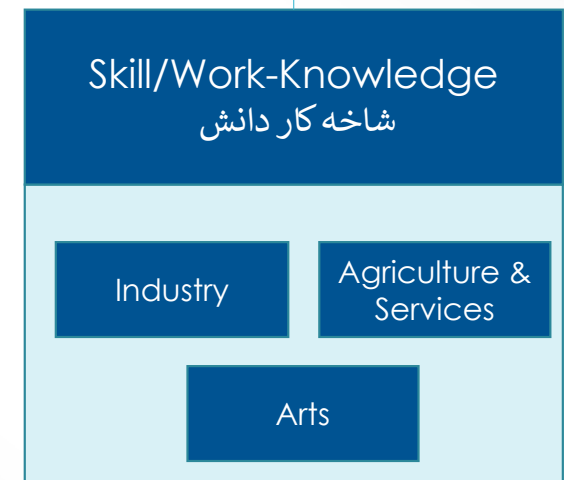 Skill/Work-Knowledge
شاخه کار دانش
Industry
Agriculture &
Services
Arts